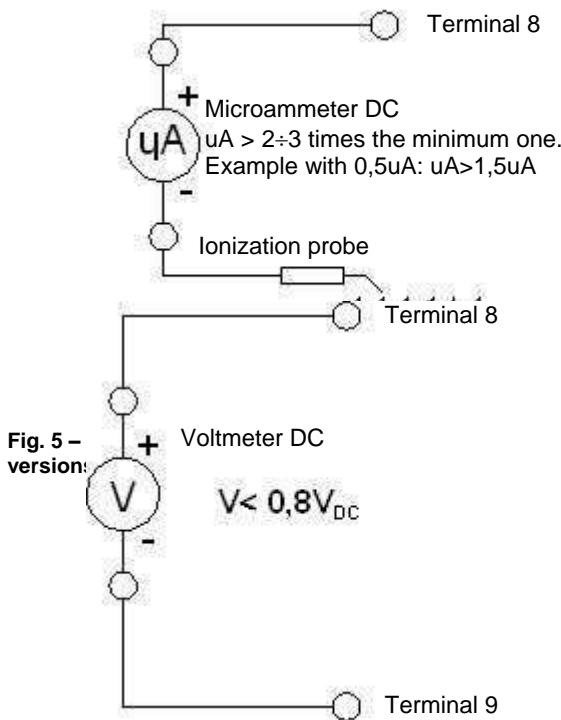 Terminal 8
+
uA
Microammeter DC
uA > 2÷3 times the minimum one.
Example with 0,5uA: uA>1,5uA
-
Ionization probe
Terminal 8
Fig. 5 –
+
Voltmeter DC
V
V< 0,8VDC
-
Terminal 9